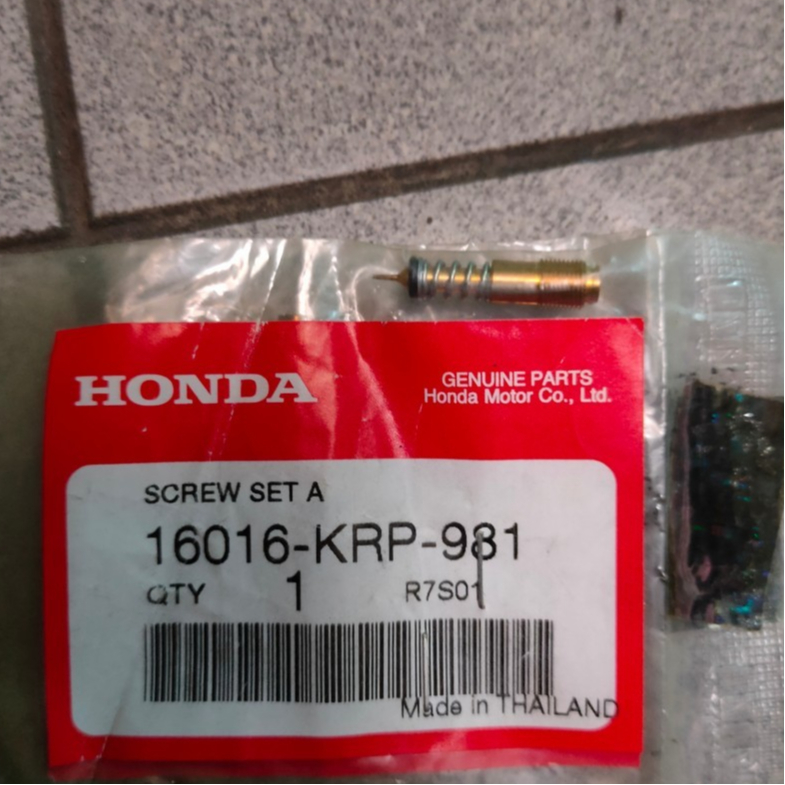 HONDA
GENUINE PARTS
Honda Motor Co., Ltd.
SCREW SET A
16016-KRP-981
QTY 1 R7S01
Made in THAILAND